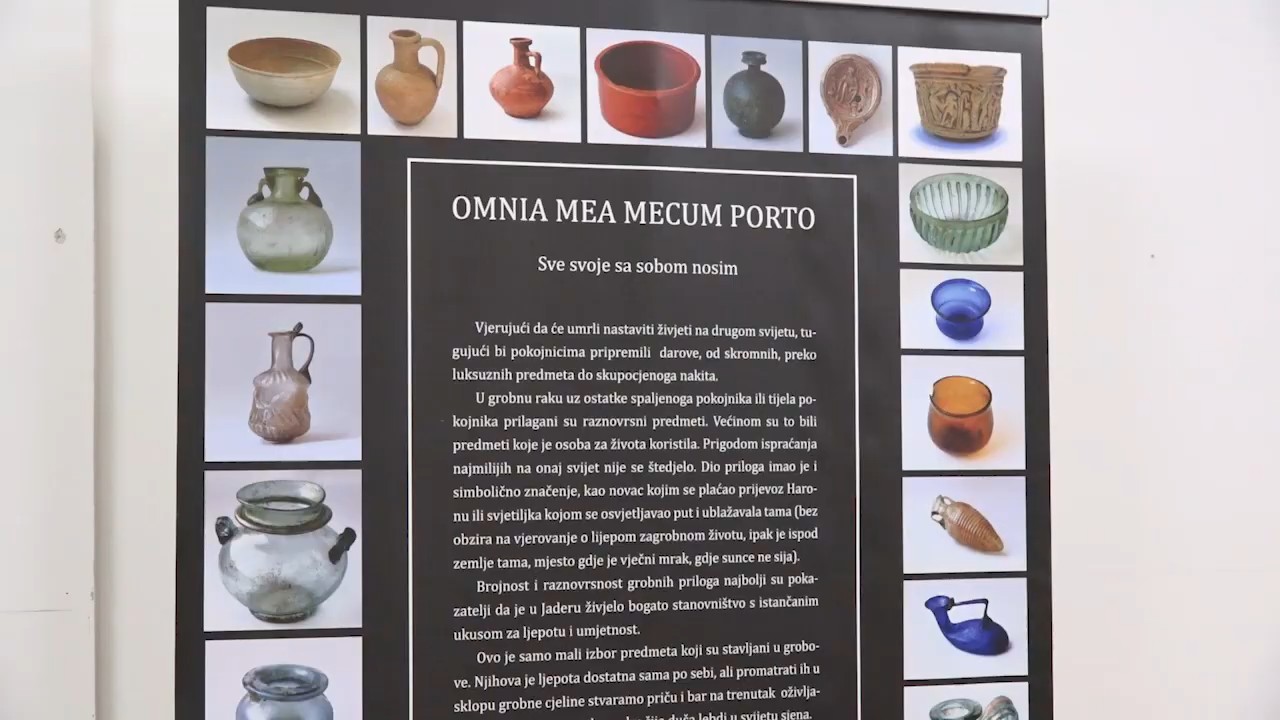 OMNIA MEA MECUM PORTO
Sve svoje sa sobom nosim
Vjerujući da će umrli nastaviti živjeti na drugom svijetu, tu-
gujući bi pokojnicima pripremili darove, od skromnih, preko
luksuznih predmeta do skupocjenoga nakita.
U grobnu raku uz ostatke spaljenoga pokojnika ili tijela po-
kojnika prilagani su raznovrsni predmeti. Većinom su to bili
predmeti koje je osoba za života koristila. Prigodom ispraćanja
najmilijih na onaj svijet nije se štedjelo. Dio priloga imao je i
simbolično značenje, kao novac kojim se plaćao prijevoz Haro-
nu ili svjetiljka kojom se osvjetljavao put i ublažavala tama (bez
obzira na vjerovanje o lijepom zagrobnom životu, ipak je ispod
zemlje tama, mjesto gdje je vječni mrak, gdje sunce ne sija).
Brojnost i raznovrsnost grobnih priloga najbolji su poka-
zatelji da je u Jaderu živjelo bogato stanovništvo s istančanim
ukusom za ljepotu i umjetnost.
Ovo je samo mali izbor predmeta koji su stavljani u grobo-
ve. Njihova je ljepota dostatna sama po sebi, ali promatrati ih u
sklopu grobne cjeline stvaramo priču i bar na trenutak oživlja-
čija duša lebdi u svijetu sjena.